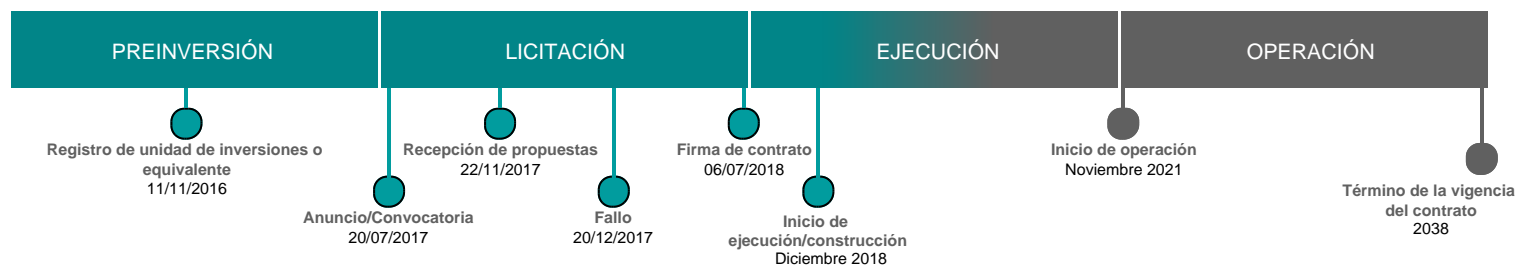 PREINVERSIÓN
LICITACIÓN
EJECUCIÓN
OPERACIÓN
Registro de unidad de inversiones o
equivalente
11/11/2016
Anuncio/Convocatoria
20/07/2017
Recepción de propuestas
22/11/2017
Fallo
20/12/2017
Firma de contrato
06/07/2018
Inicio de
ejecución/construcción
Diciembre 2018
Inicio de operación
Noviembre 2021
Término de la vigencia
del contrato
2038